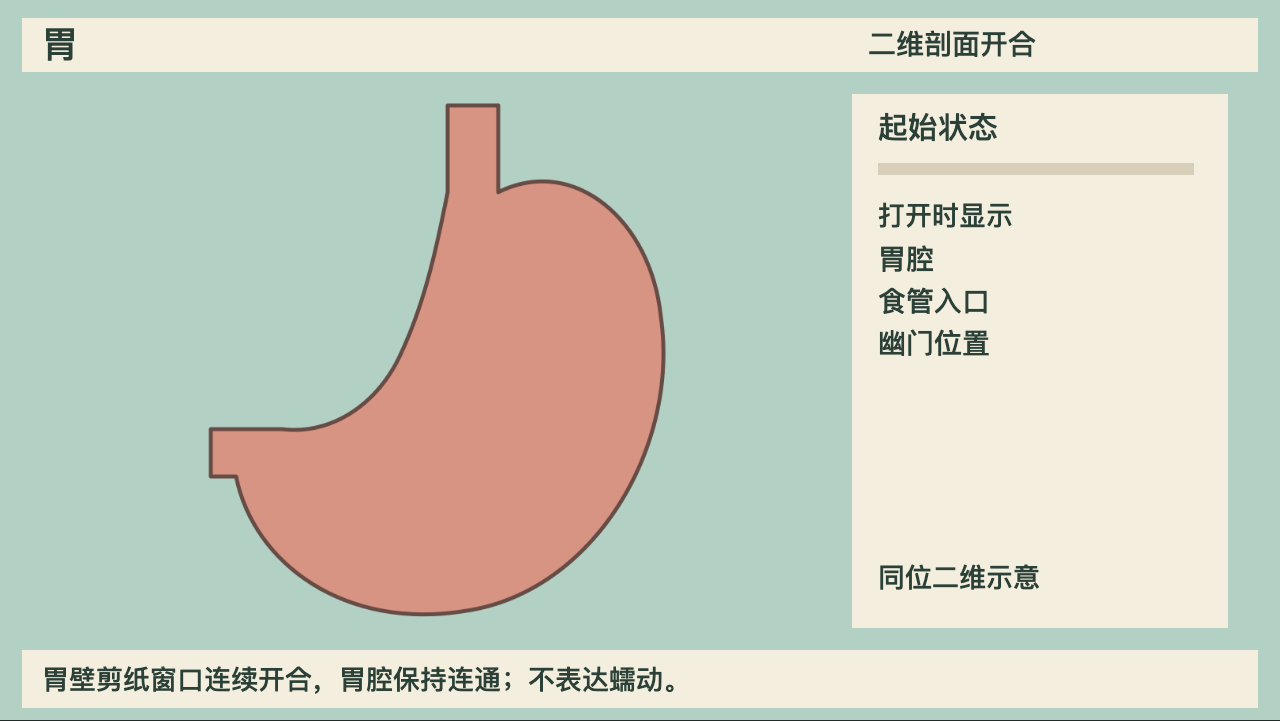 胃
二维剖面开合
起始状态
打开时显示
胃腔
食管入口
幽门位置
同位二维示意
胃壁剪纸窗口连续开合，胃腔保持连通；不表达蠕动。